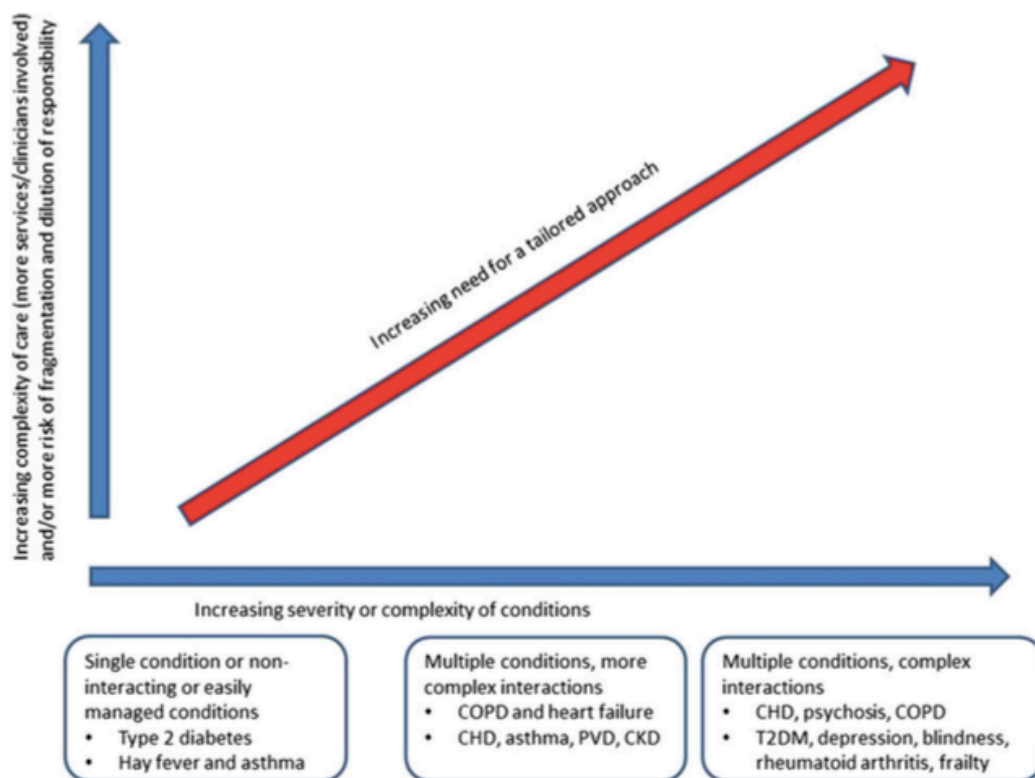 Increasing complexity of care (more services/clinicians involved)
and/or more risk of fragmentation and dilution of responsibility
Increasing need for a tailored approach
Increasing severity or complexity of conditions
Single condition or non-
interacting or easily
managed conditions
• Type 2 diabetes
• Hay fever and asthma
Multiple conditions, more
complex interactions
• COPD and heart failure
• CHD, asthma, PVD, CKD
Multiple conditions, complex
interactions
• CHD, psychosis, COPD
• T2DM, depression, blindness,
rheumatoid arthritis, frailty